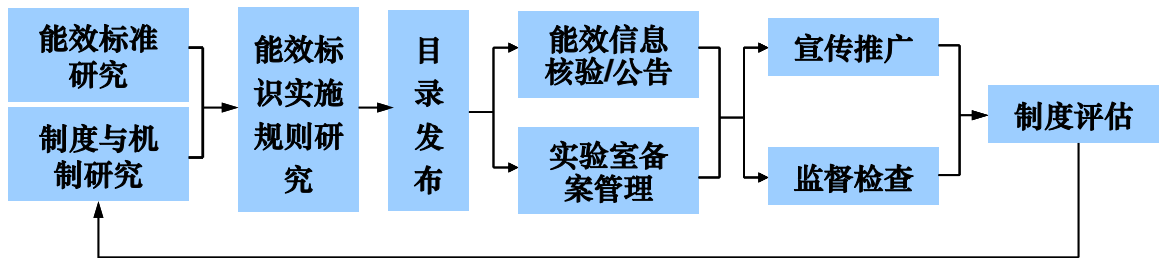 能效标准
研究
制度与机
制研究
能效标
识实施
规则研
究
目
录
发
布
能效信息
核验/公告
实验室备
案管理
宣传推广
监督检查
制度评估